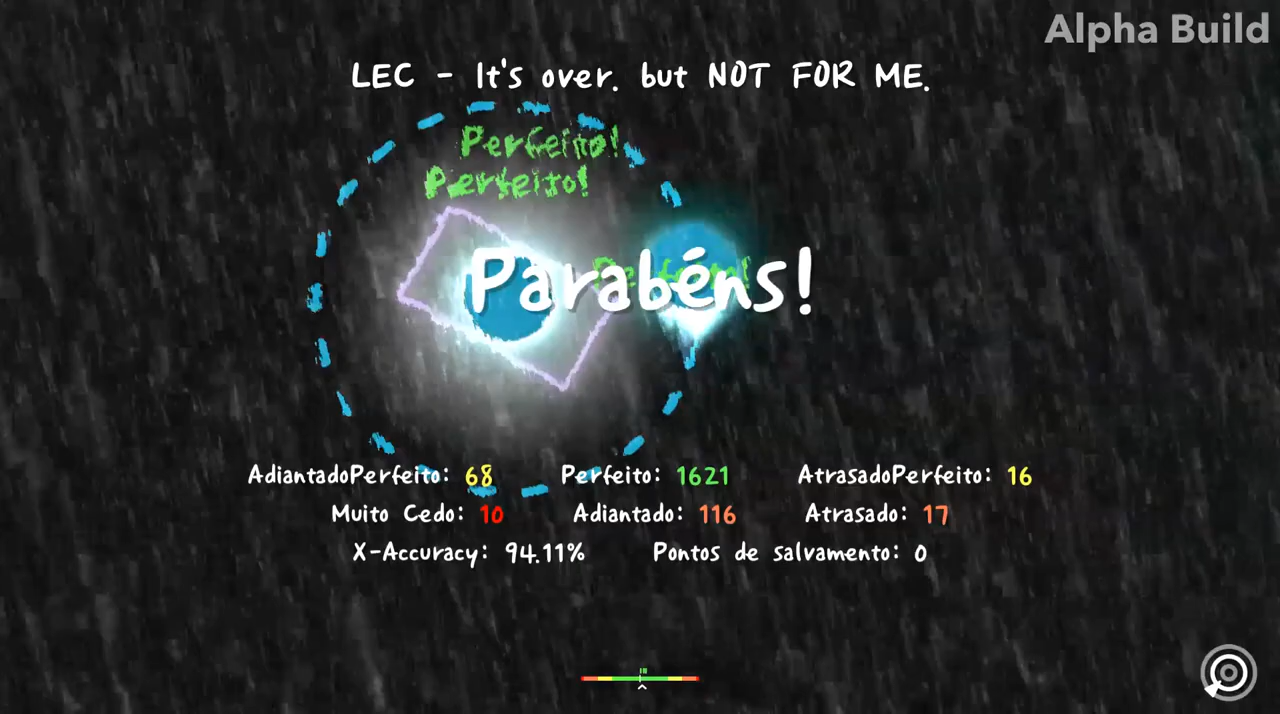 Alpha Build
LEC - It's over. but NOT FOR ME.
Perfeito!
Perfeito!
Perfeito!
Parabéns!
AdiantadoPerfeito: 68 Perfeito: 1621 AtrasadoPerfeito: 16
Muito Cedo: 10 Adiantado: 116 Atrasado: 17
X-Accuracy: 94.11% Pontos de salvamento: 0